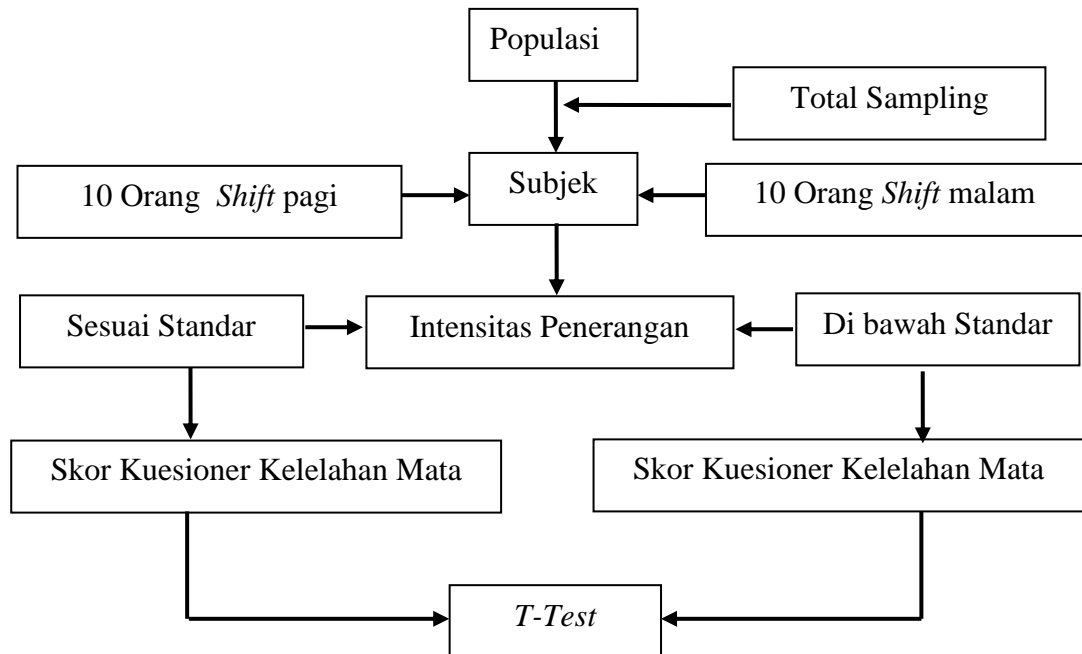 Populasi
Total Sampling
10 Orang Shift pagi
Subjek
10 Orang Shift malam
Sesuai Standar
Intensitas Penerangan
Di bawah Standar
Skor Kuesioner Kelelahan Mata
Skor Kuesioner Kelelahan Mata
T-Test